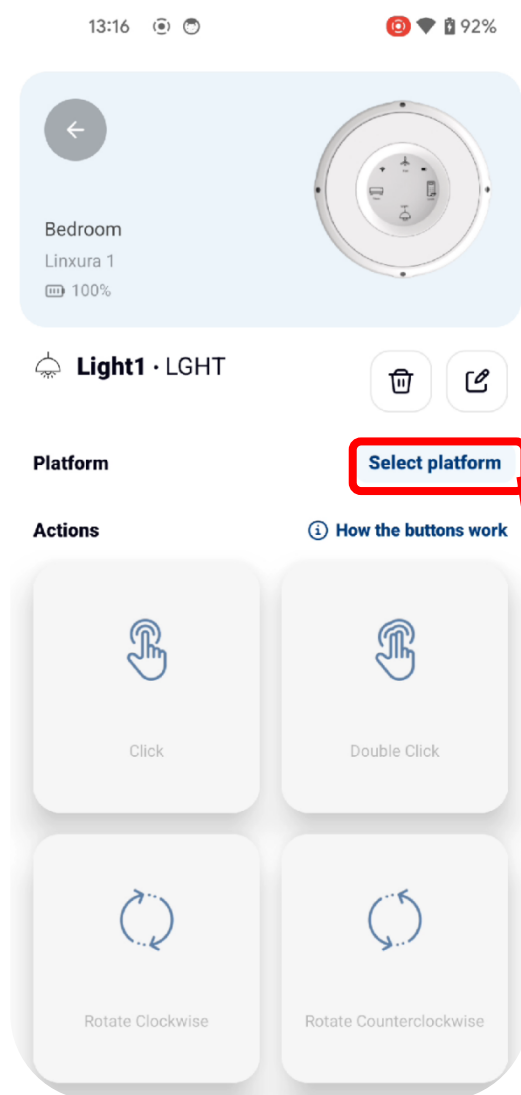 13:16 92%
Bedroom
Linxura 1
100%
Light1 · LGHT
Platform Select platform
Actions How the buttons work
Click Double Click
Rotate Clockwise Rotate Counterclockwise